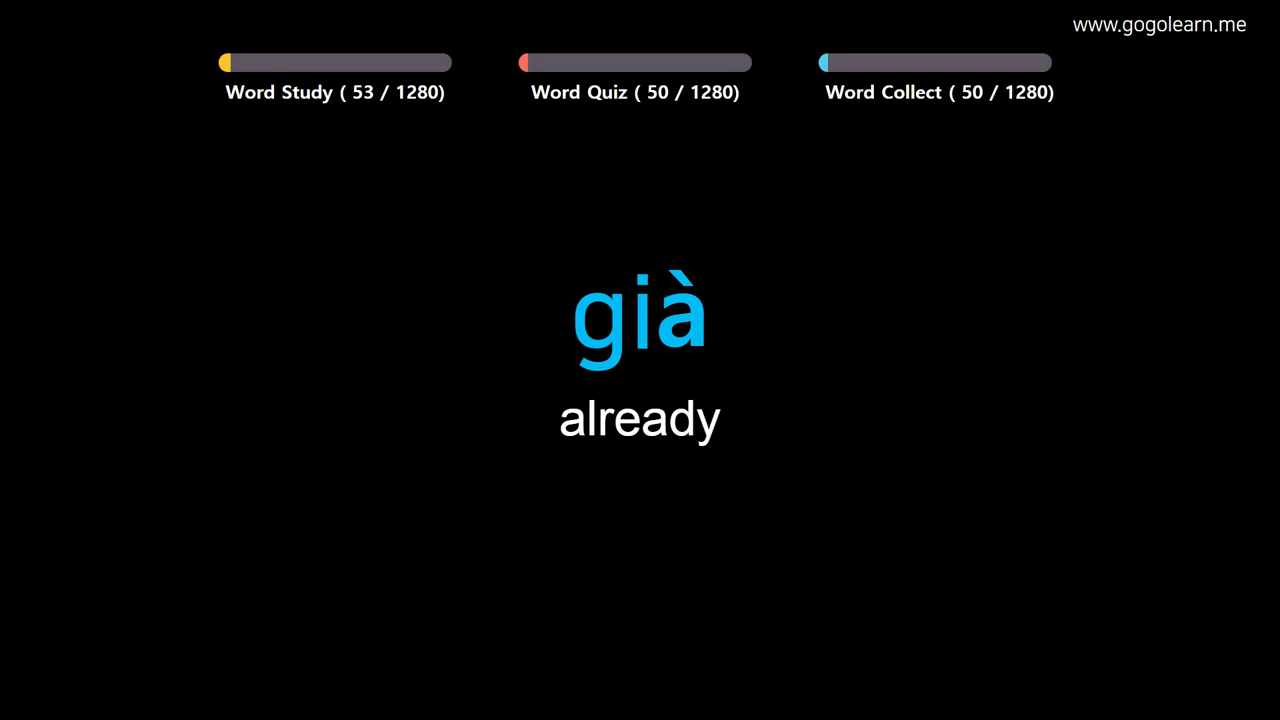 www.gogolearn.me
Word Study ( 53 / 1280)
Word Quiz ( 50 / 1280)
Word Collect ( 50 / 1280)
già
already